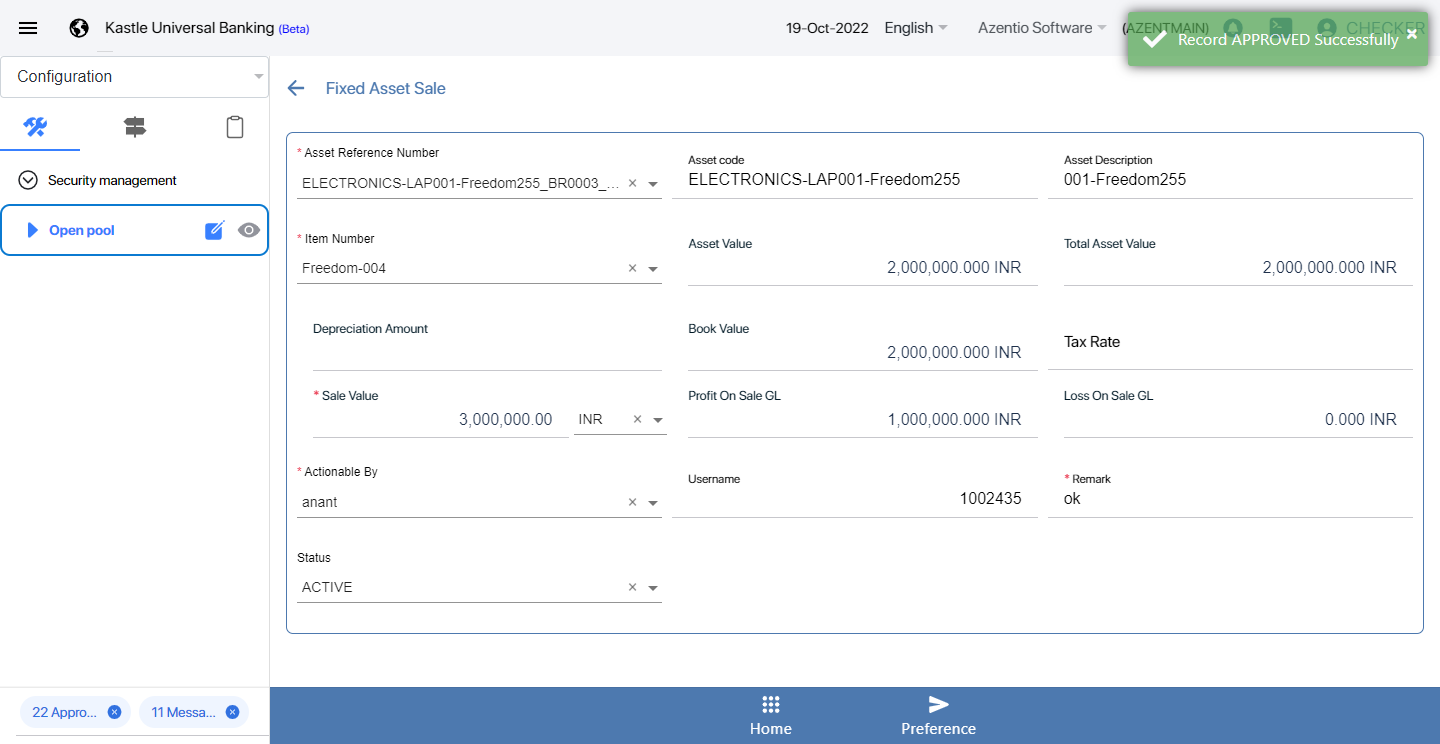 Kastle Universal Banking (Beta)
19-Oct-2022
English
Azentio Software
(AZENTMAIN)
CHECKER
Record APPROVED Successfully
Configuration
Fixed Asset Sale
Security management
Open pool
* Asset Reference Number
ELECTRONICS-LAP001-Freedom255_BR0003_...
Asset code
ELECTRONICS-LAP001-Freedom255
Asset Description
001-Freedom255
* Item Number
Freedom-004
Asset Value
2,000,000.000 INR
Total Asset Value
2,000,000.000 INR
Depreciation Amount
Book Value
2,000,000.000 INR
Tax Rate
* Sale Value
3,000,000.00
INR
Profit On Sale GL
1,000,000.000 INR
Loss On Sale GL
0.000 INR
* Actionable By
anant
Username
1002435
* Remark
ok
Status
ACTIVE
22 Appro...
11 Messa...
Home
Preference